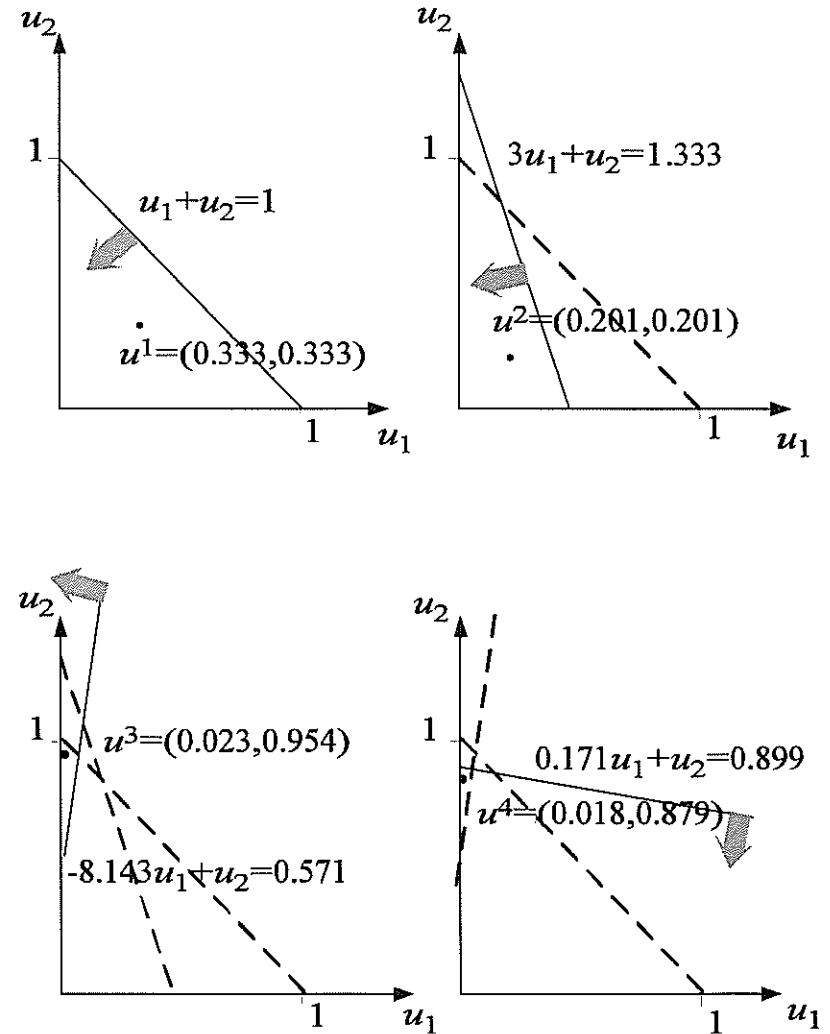 u₂
1
u₁+u₂=1
u¹=(0.333,0.333)
1
u₁
u₂
1
3u₁+u₂=1.333
u²=(0.201,0.201)
1
u₁
u₂
1
u³=(0.023,0.954)
-8.143u₁+u₂=0.571
1
u₁
u₂
1
0.171u₁+u₂=0.899
u⁴=(0.018,0.879)
1
u₁